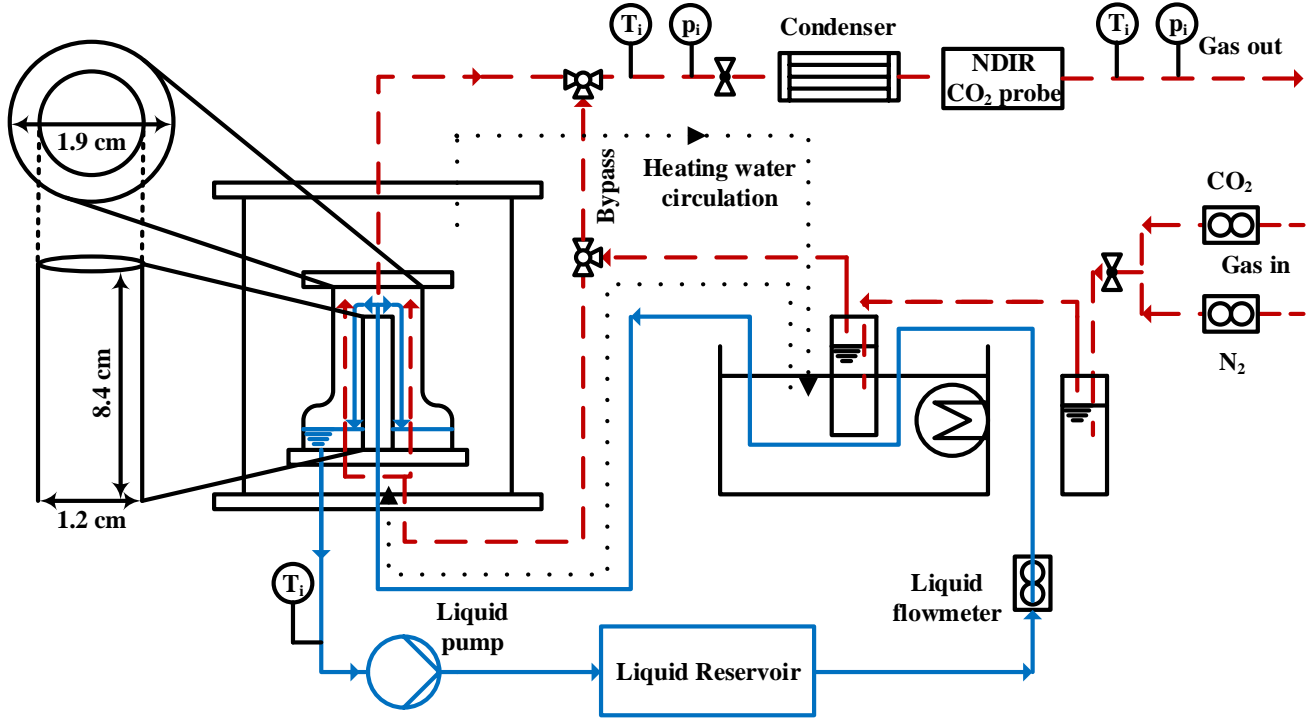 Tᵢ
pᵢ
Condenser
NDIR
CO₂ probe
Tᵢ
pᵢ
Gas out
1.9 cm
Heating water
circulation
Bypass
CO₂
Gas in
N₂
8.4 cm
1.2 cm
Tᵢ
Liquid
pump
Liquid Reservoir
Liquid
flowmeter